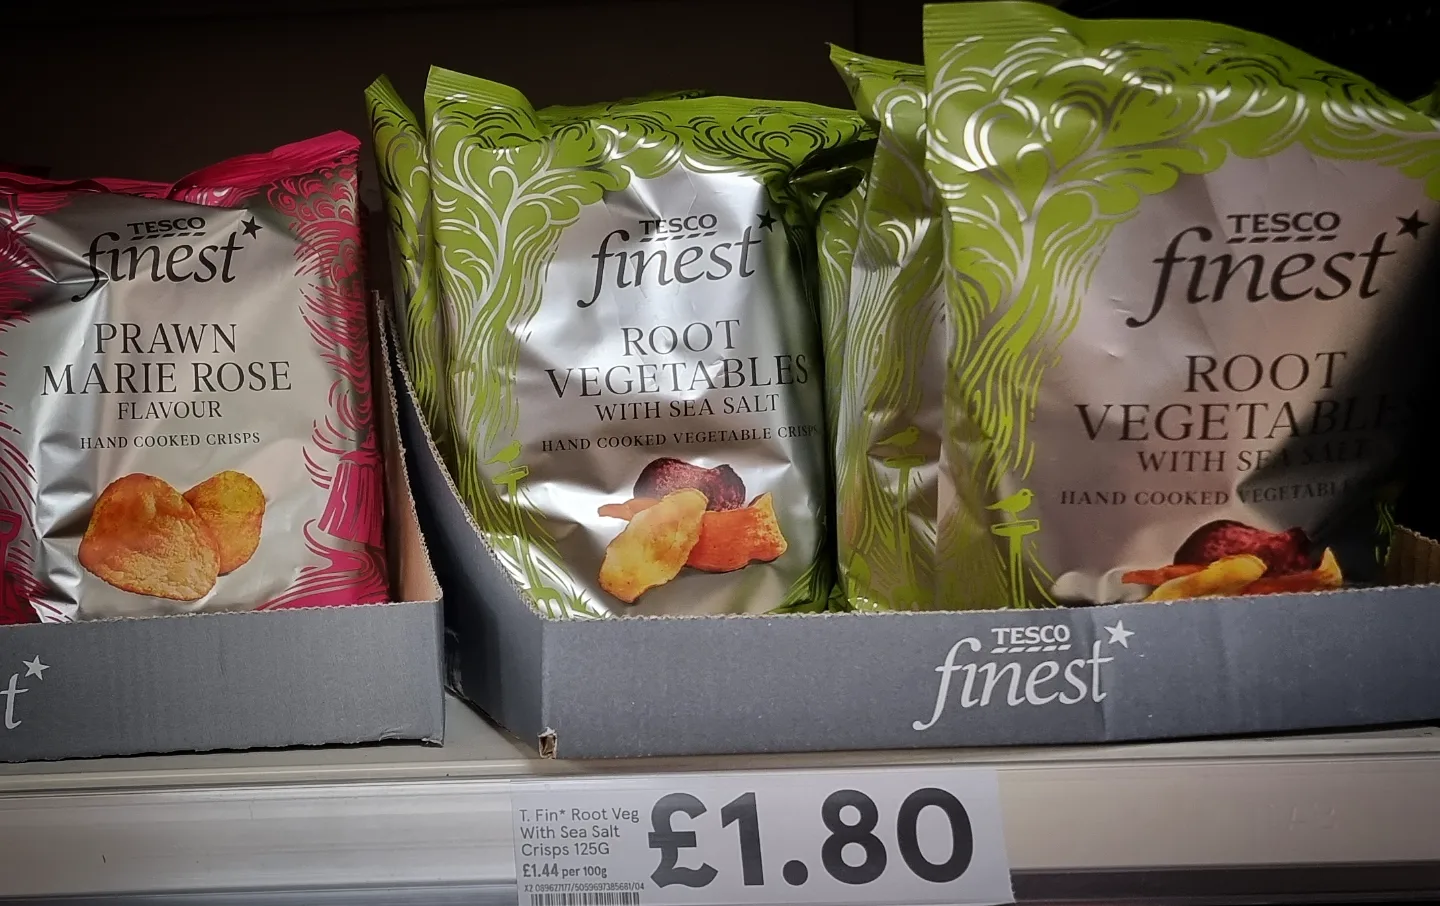 TESCO
finest
PRAWN
MARIE ROSE
FLAVOUR
HAND COOKED CRISPS
TESCO
finest
ROOT
VEGETABLES
WITH SEA SALT
HAND COOKED VEGETABLE CRISPS
TESCO
finest
ROOT
VEGETABLE
WITH SEA SALT
HAND COOKED VEGETABL
t
TESCO
finest
T. Fin* Root Veg
With Sea Salt
Crisps 125G
£1.44 per 100g
£1.80